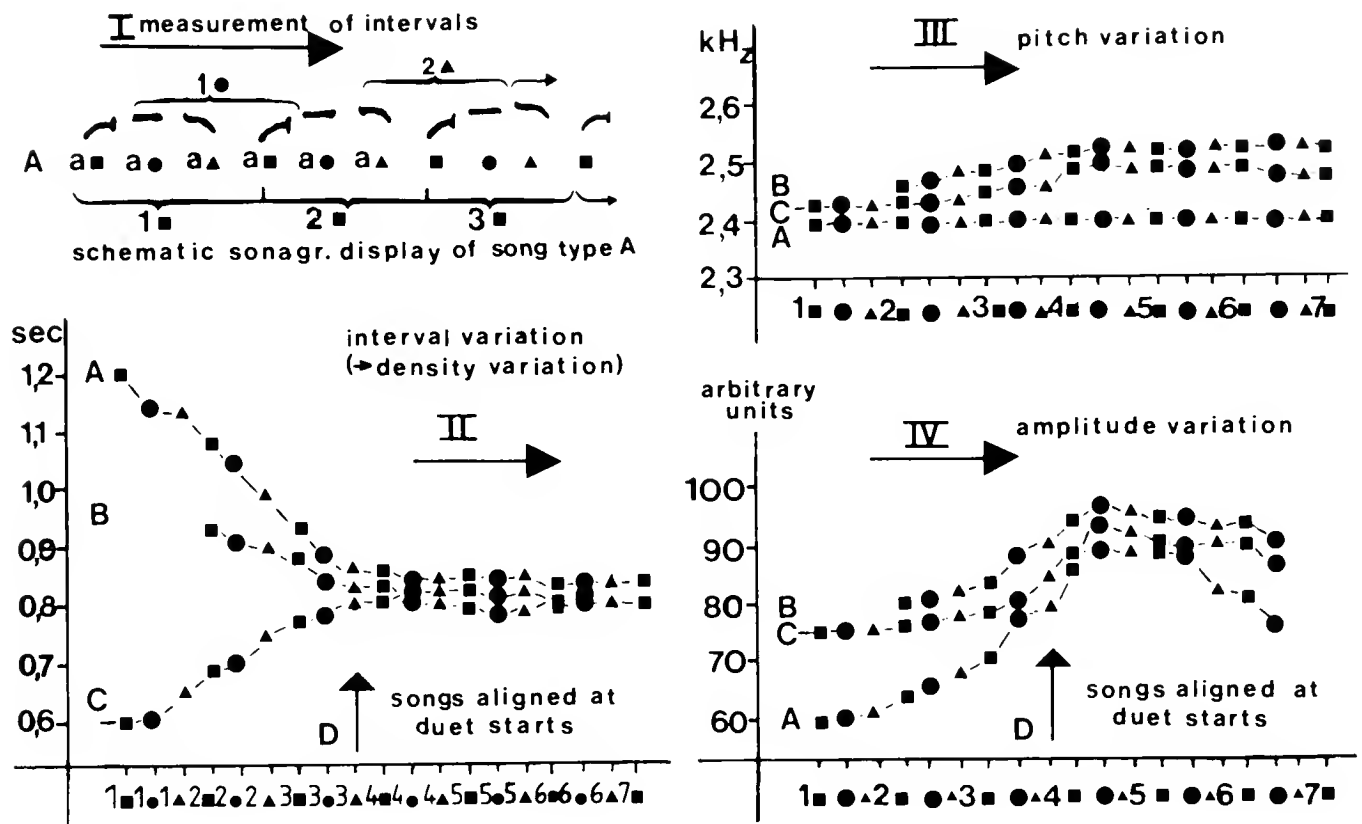 I measurement of intervals
1 ● 2 ▲
A a■ a● a▲ a■ a● a▲ ■ ● ▲ ■
1■ 2■ 3■
schematic sonagr. display of song type A
sec
interval variation
(→density variation)
II
1,2
1,1
1,0
0,9
0,8
0,7
0,6
A
B
C
D
songs aligned at
duet starts
1■1●1▲2■2●2▲3■3●3▲4■4●4▲5■5●5▲6■6●6▲7■
kHz
III pitch variation
2,6
2,5
2,4
2,3
B
C
A
1■ ● ▲2■ ● ▲3■ ● ▲4■ ● ▲5■ ● ▲6■ ● ▲7■
arbitrary
units
IV amplitude variation
100
90
80
70
60
B
C
A
D
songs aligned at
duet starts
1■ ●▲2■ ●▲3■ ●▲4■ ●▲5■ ●▲6■ ●▲7■